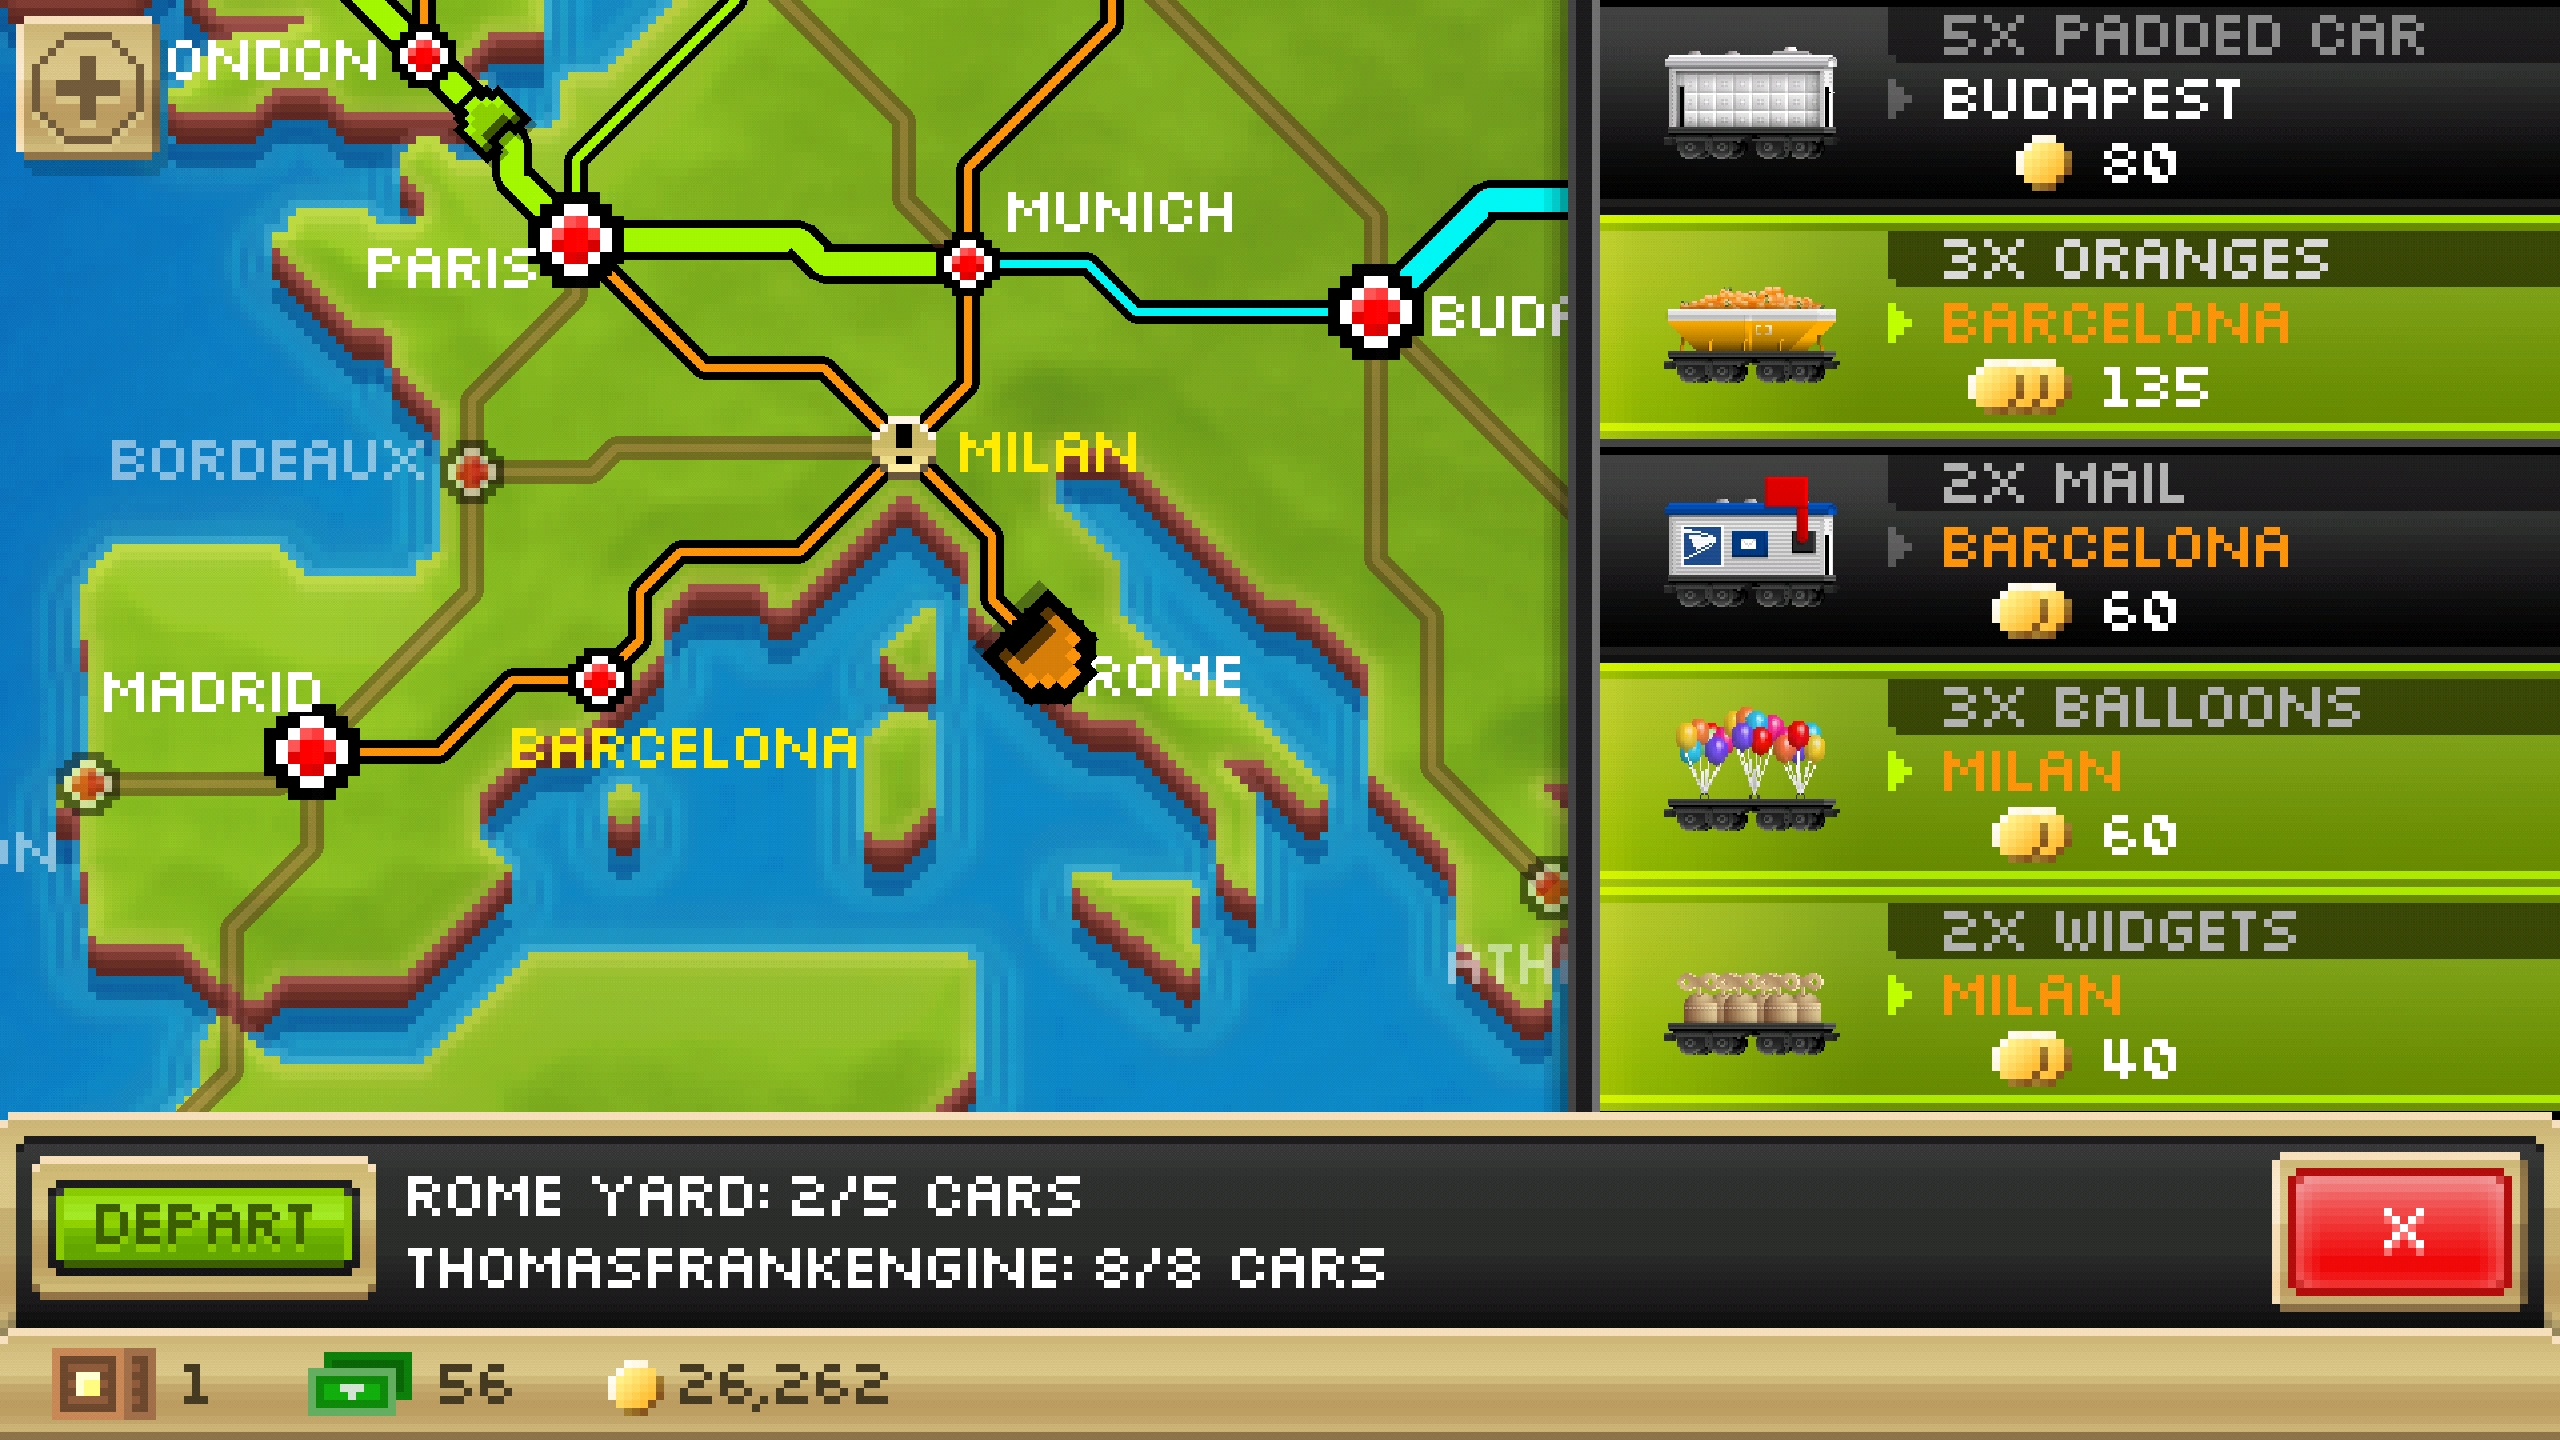 ONDON
MUNICH
PARIS
BUDA
BORDEAUX
MILAN
MADRID
ROME
BARCELONA
ON
ATH
5X PADDED CAR
BUDAPEST
80
3X ORANGES
BARCELONA
135
2X MAIL
BARCELONA
60
3X BALLOONS
MILAN
60
2X WIDGETS
MILAN
40
DEPART
ROME YARD: 2/5 CARS
THOMASFRANKENGINE: 8/8 CARS
X
1 56 26,262